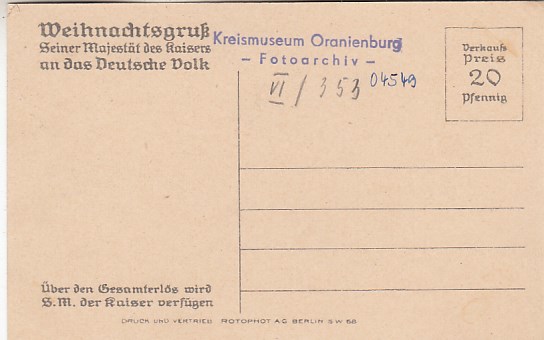 Weihnachtsgruß
Seiner Majestät des Kaisers
an das Deutsche Volk
Kreismuseum Oranienburg
- Fotoarchiv -
VI / 353 04549
Verkaufs
Preis
20
Pfennig
Über den Gesamterlös wird
S.M. der Kaiser verfügen
DRUCK UND VERTRIEB ROTOPHOT AG BERLIN SW 68